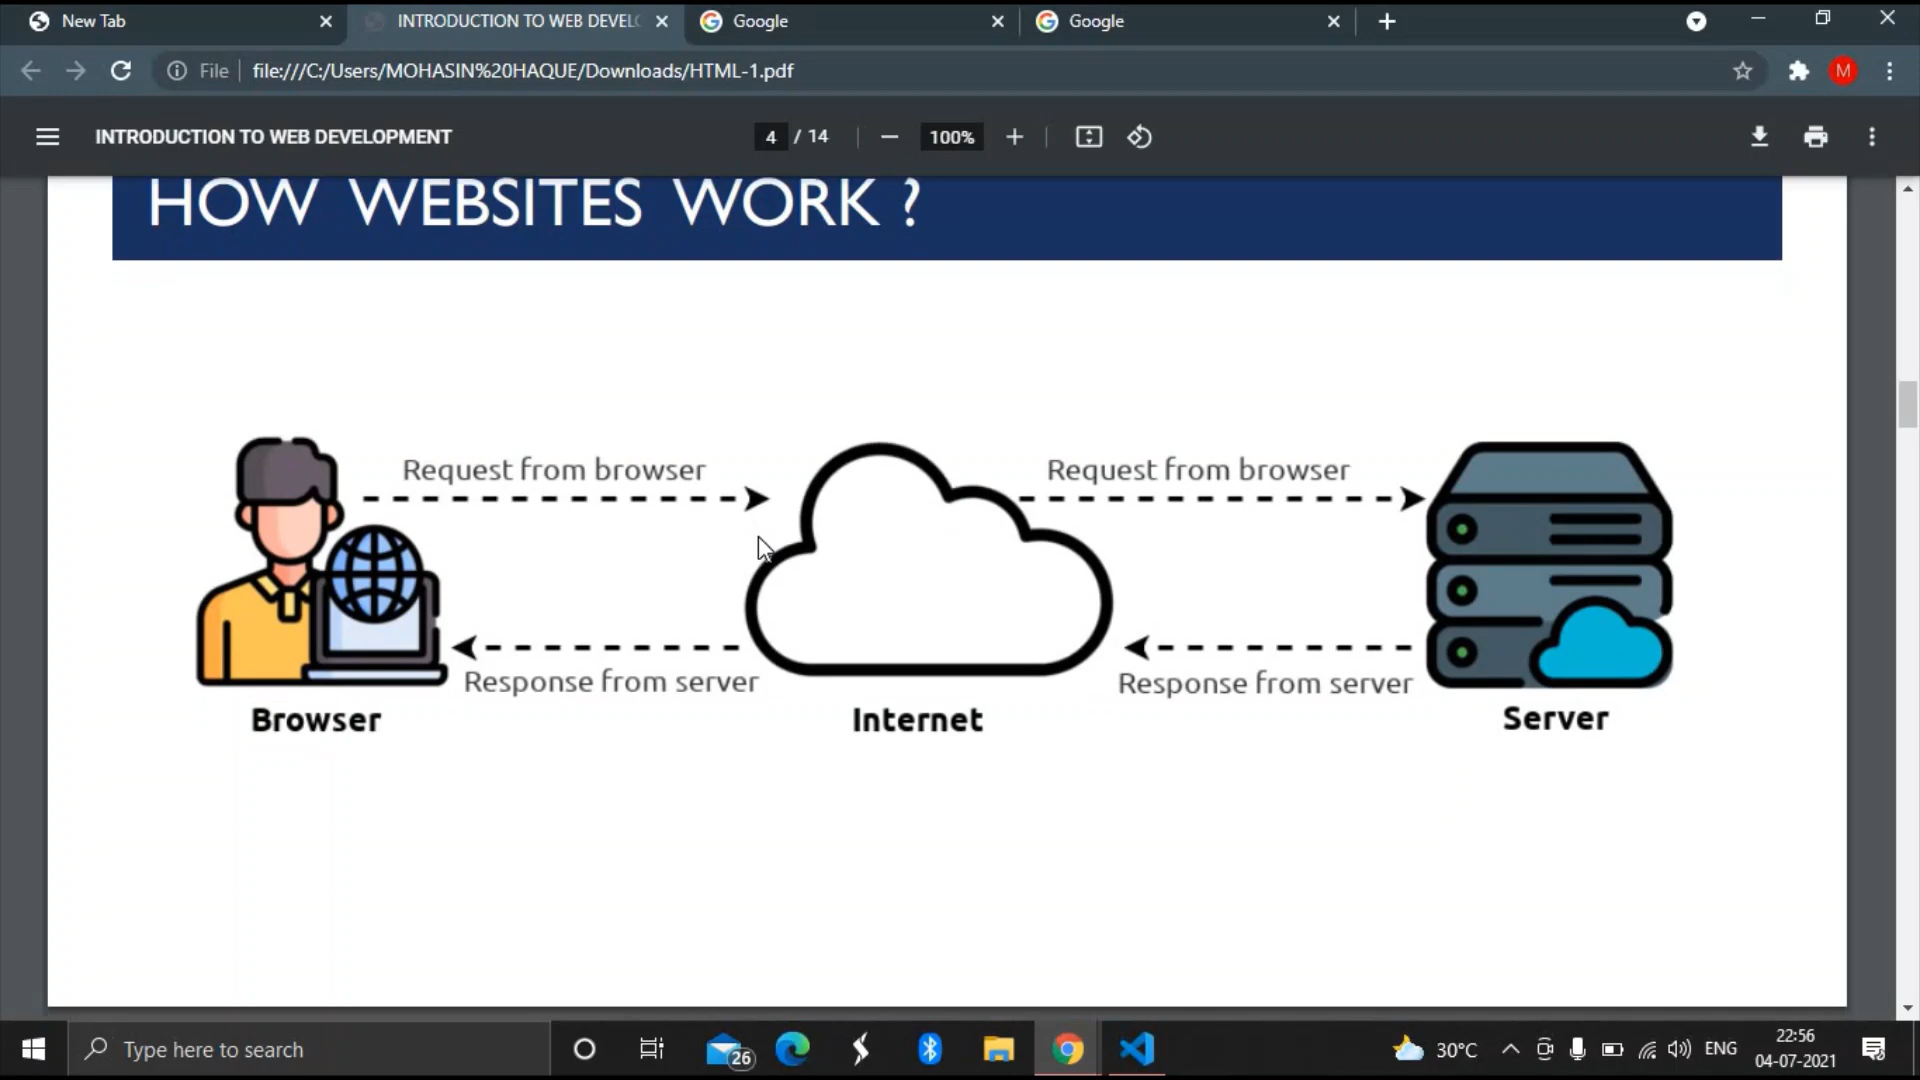 New Tab
INTRODUCTION TO WEB DEVELO
Google
Google
File
file:///C:/Users/MOHASIN%20HAQUE/Downloads/HTML-1.pdf
M
INTRODUCTION TO WEB DEVELOPMENT
4 / 14
100%
HOW WEBSITES WORK ?
Request from browser
Request from browser
Response from server
Response from server
Browser
Internet
Server
Type here to search
26
30°C
ENG
22:56
04-07-2021